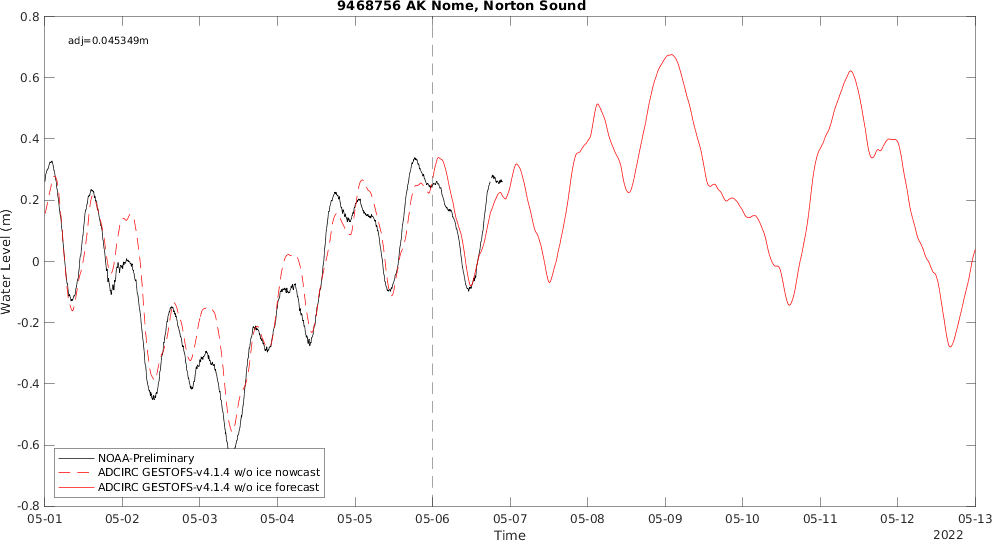 9468756 AK Nome, Norton Sound
adj=0.045349m
0.8
0.6
0.4
0.2
0
-0.2
-0.4
-0.6
-0.8
Water Level (m)
NOAA-Preliminary
ADCIRC GESTOFS-v4.1.4 w/o ice nowcast
ADCIRC GESTOFS-v4.1.4 w/o ice forecast
05-01 05-02 05-03 05-04 05-05 05-06 05-07 05-08 05-09 05-10 05-11 05-12 05-13
Time
2022